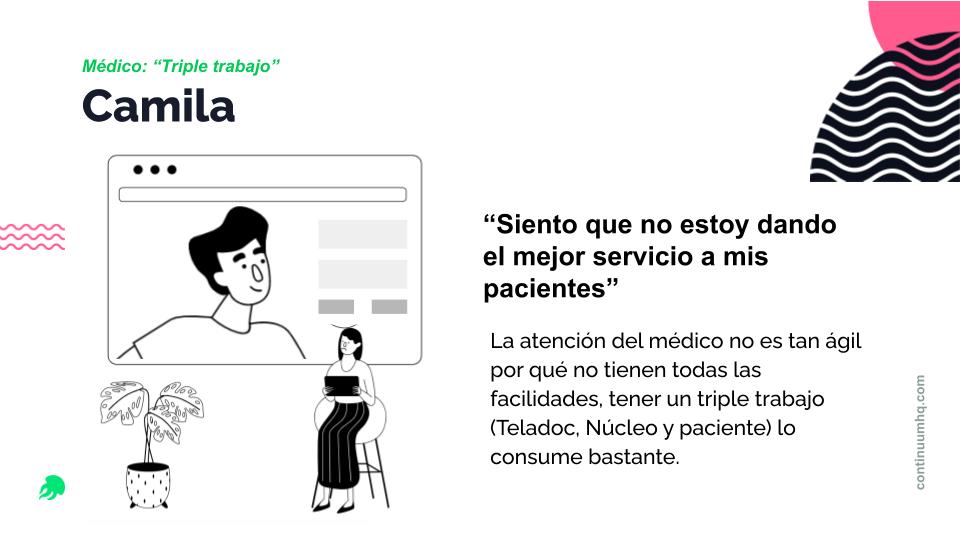 Médico: “Triple trabajo”
Camila
“Siento que no estoy dando
el mejor servicio a mis
pacientes”
La atención del médico no es tan ágil
por qué no tienen todas las
facilidades, tener un triple trabajo
(Teladoc, Núcleo y paciente) lo
consume bastante.
continuumhq.com